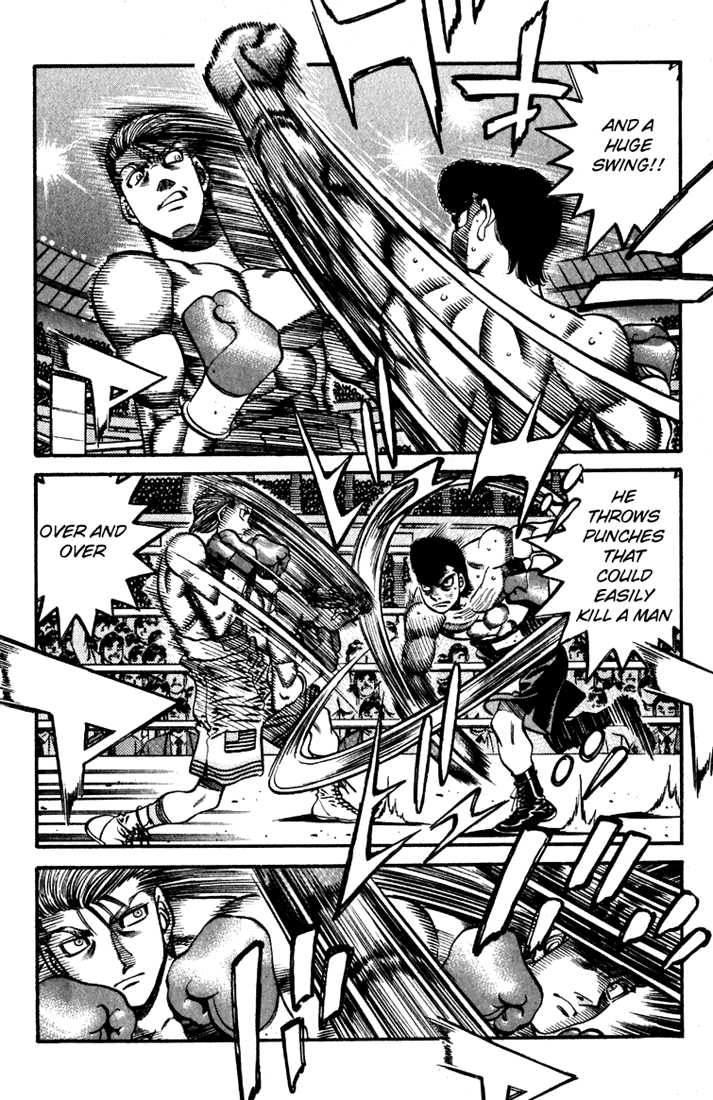 AND A
HUGE
SWING!!
HE
THROWS
PUNCHES
THAT
COULD
EASILY
KILL A MAN
OVER AND
OVER